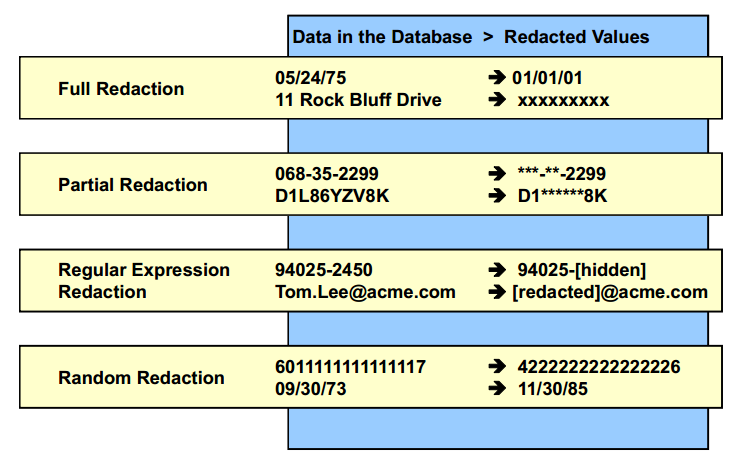 Data in the Database > Redacted Values
Full Redaction
05/24/75 → 01/01/01
11 Rock Bluff Drive → xxxxxxxxx
Partial Redaction
068-35-2299 → ***-**-2299
D1L86YZV8K → D1******8K
Regular Expression
Redaction
94025-2450 → 94025-[hidden]
Tom.Lee@acme.com → [redacted]@acme.com
Random Redaction
6011111111111117 → 4222222222222226
09/30/73 → 11/30/85